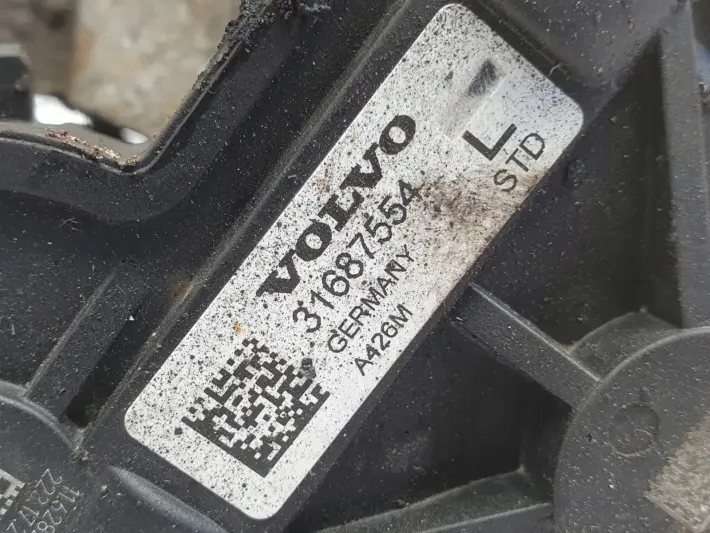 VOLVO
31687554
GERMANY
A426M
L
STD